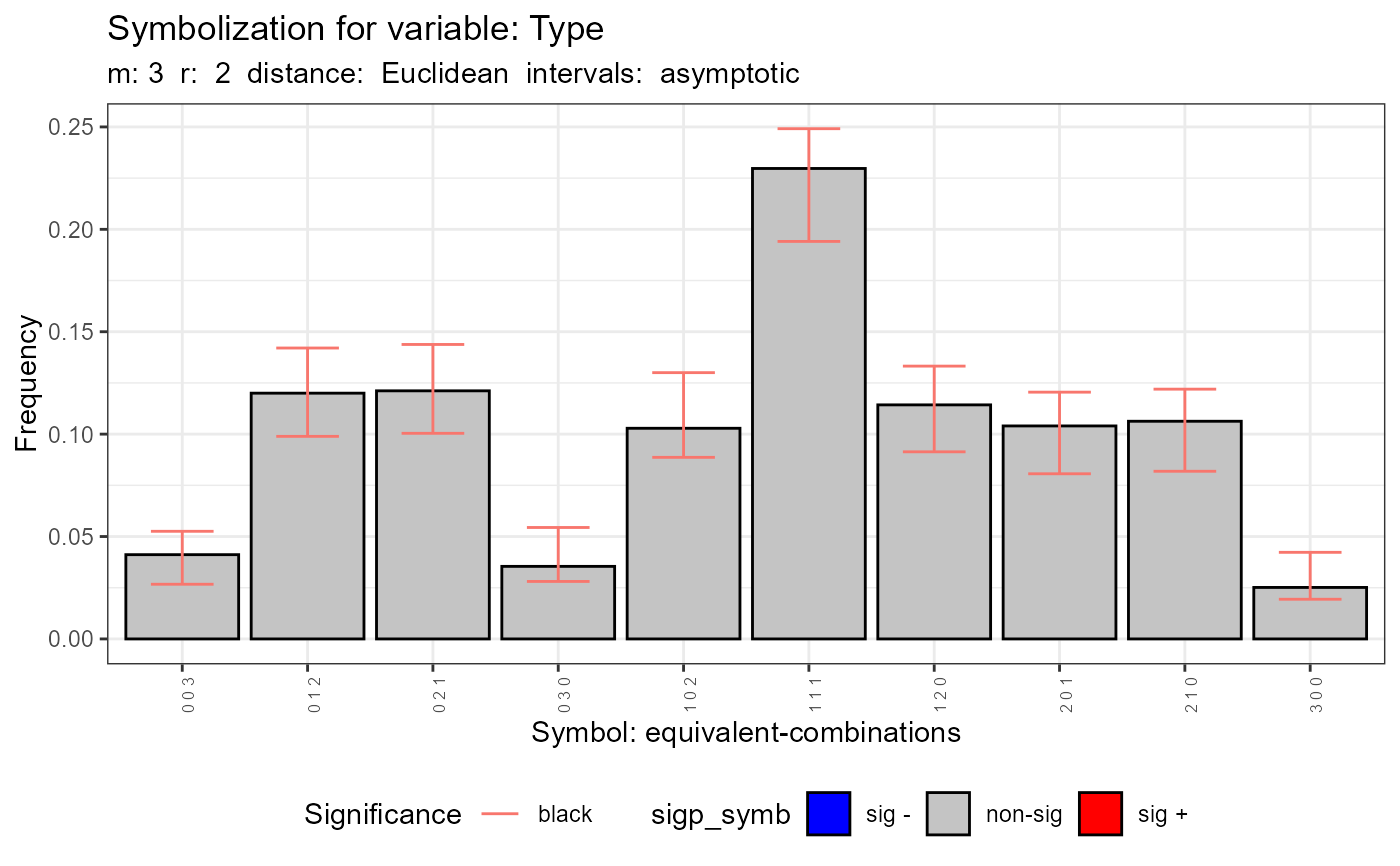 Symbolization for variable: Type
m: 3 r: 2 distance: Euclidean intervals: asymptotic
Frequency
0.25
0.20
0.15
0.10
0.05
0.00
0 0 3 0 1 2 0 2 1 0 3 0 1 0 2 1 1 1 1 2 0 2 0 1 2 1 0 3 0 0
Symbol: equivalent-combinations
Significance black sigp_symb sig - non-sig sig +